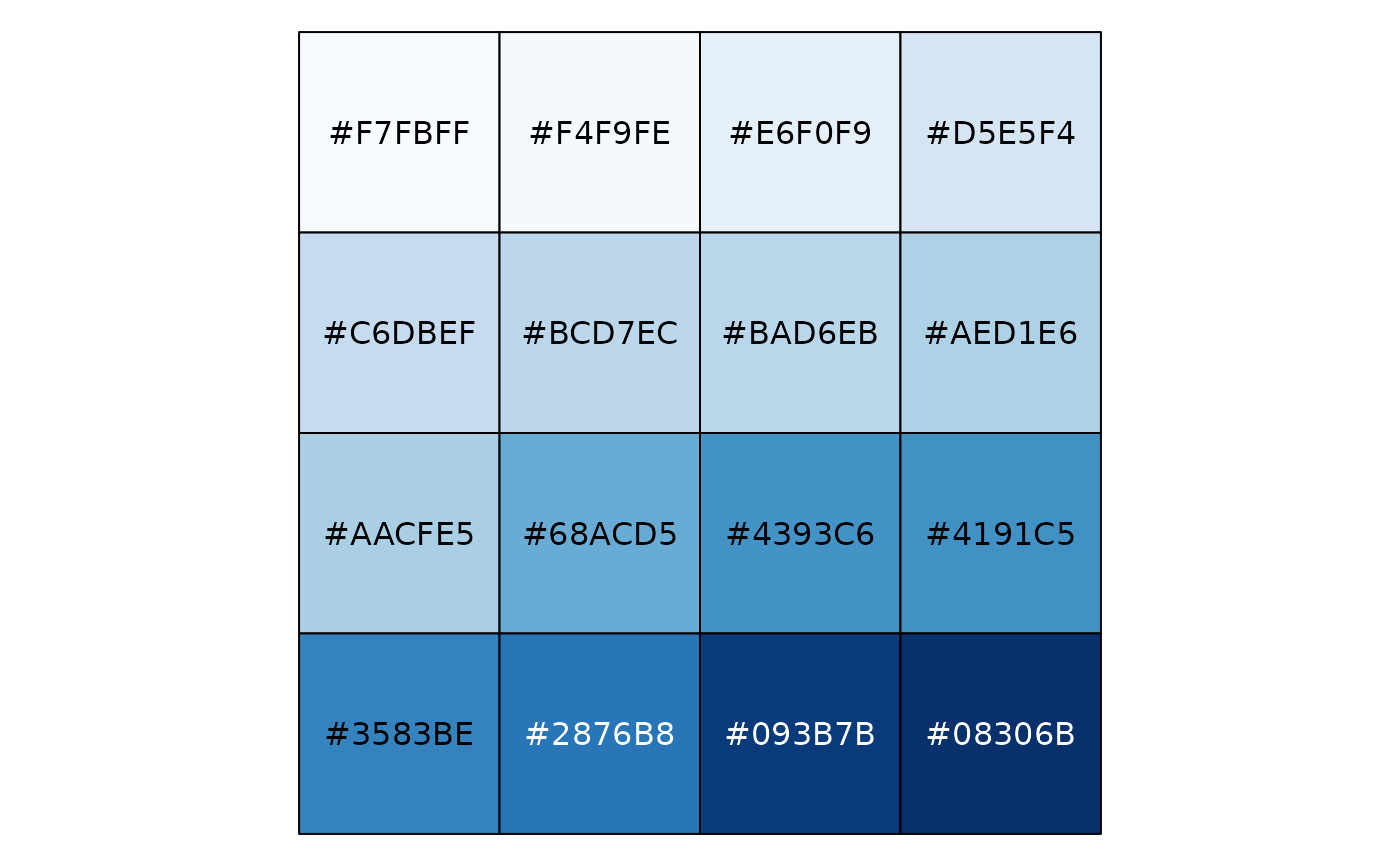 #F7FBFF #F4F9FE #E6F0F9 #D5E5F4
#C6DBEF #BCD7EC #BAD6EB #AED1E6
#AACFE5 #68ACD5 #4393C6 #4191C5
#3583BE #2876B8 #093B7B #08306B